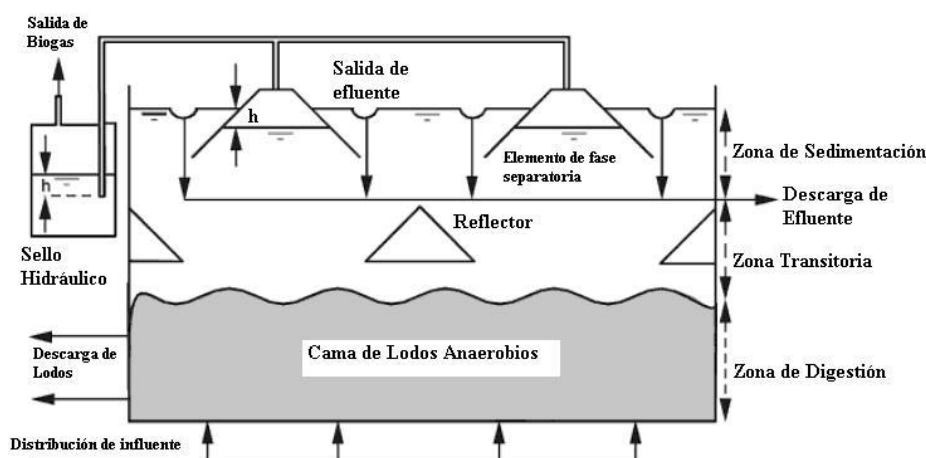 Salida de
Biogas
Salida de
efluente
h
h
Elemento de fase
separatoria
Zona de Sedimentación
Descarga de
Efluente
Reflector
Sello
Hidráulico
Zona Transitoria
Descarga de
Lodos
Cama de Lodos Anaerobios
Zona de Digestión
Distribución de influente